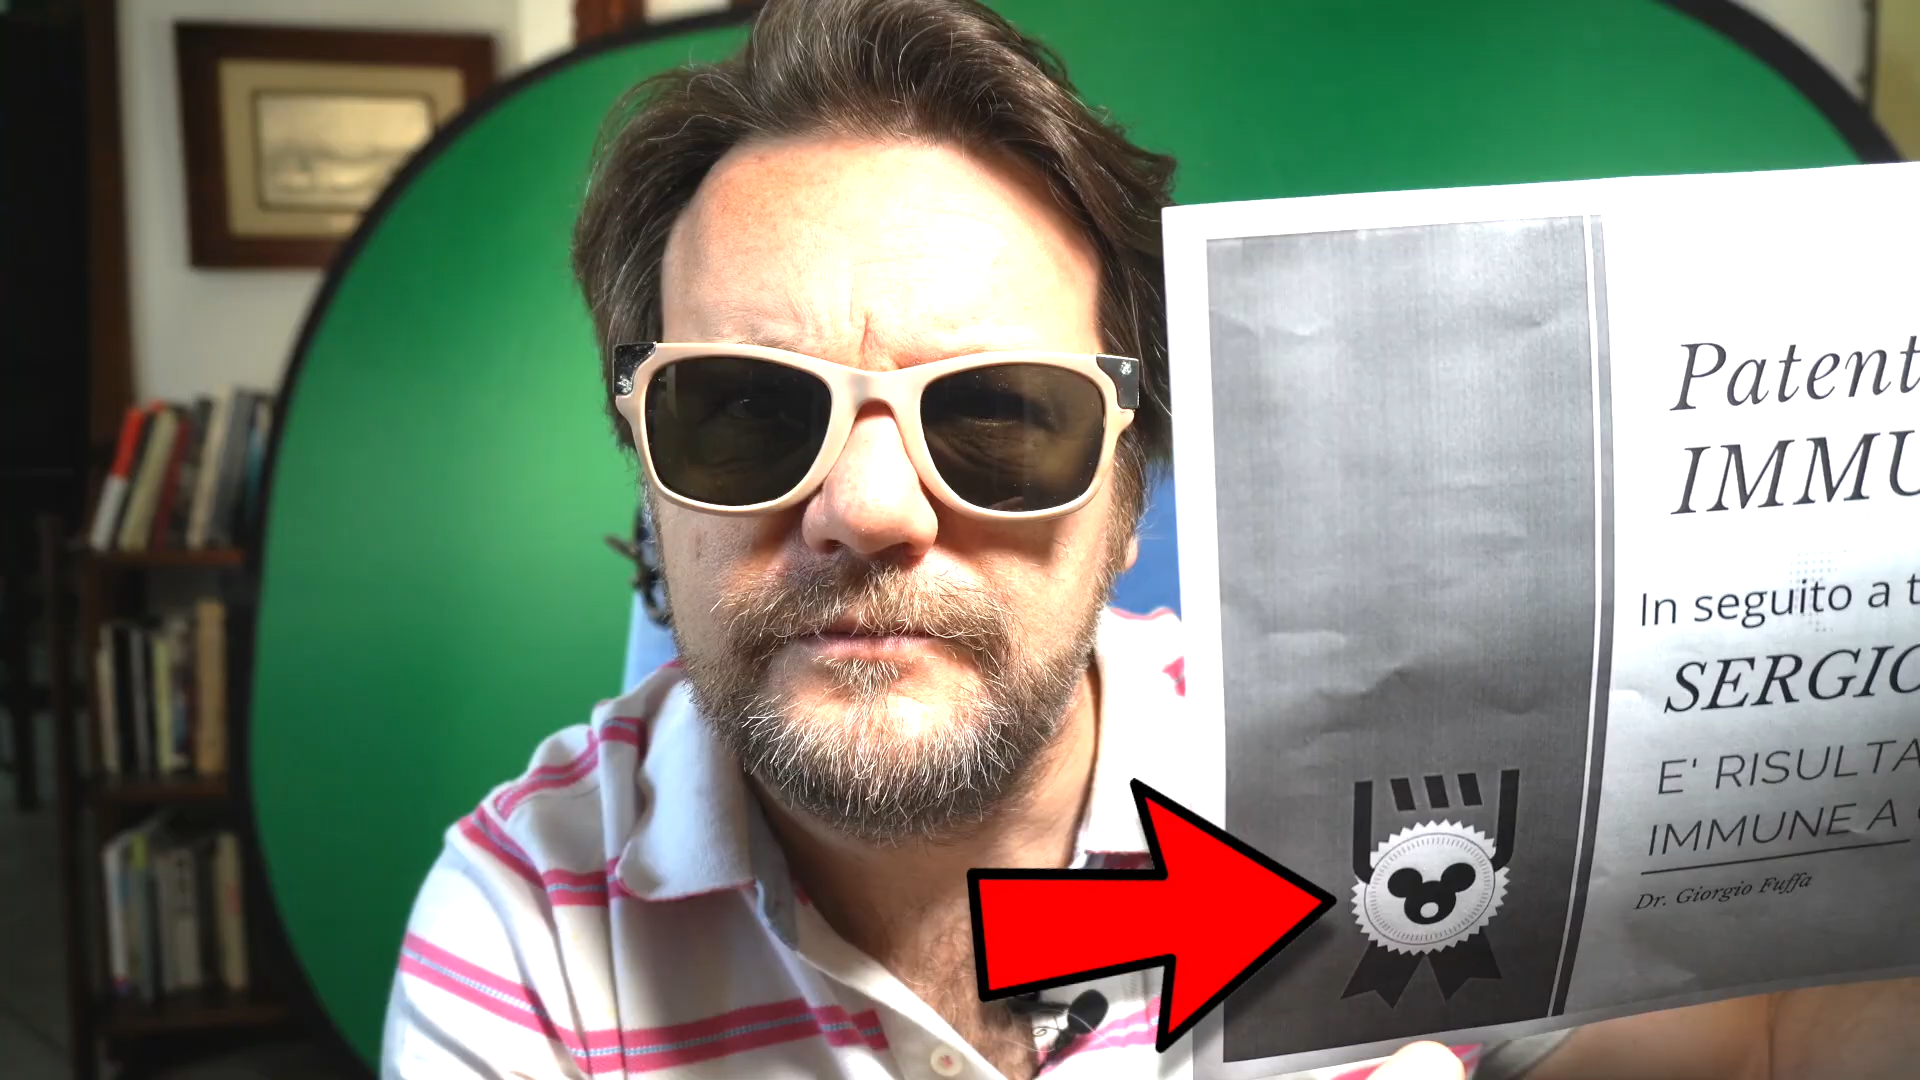 Patent
IMMU
In seguito a t
SERGIO
E' RISULTA
IMMUNE A
Dr. Giorgio Fuffa